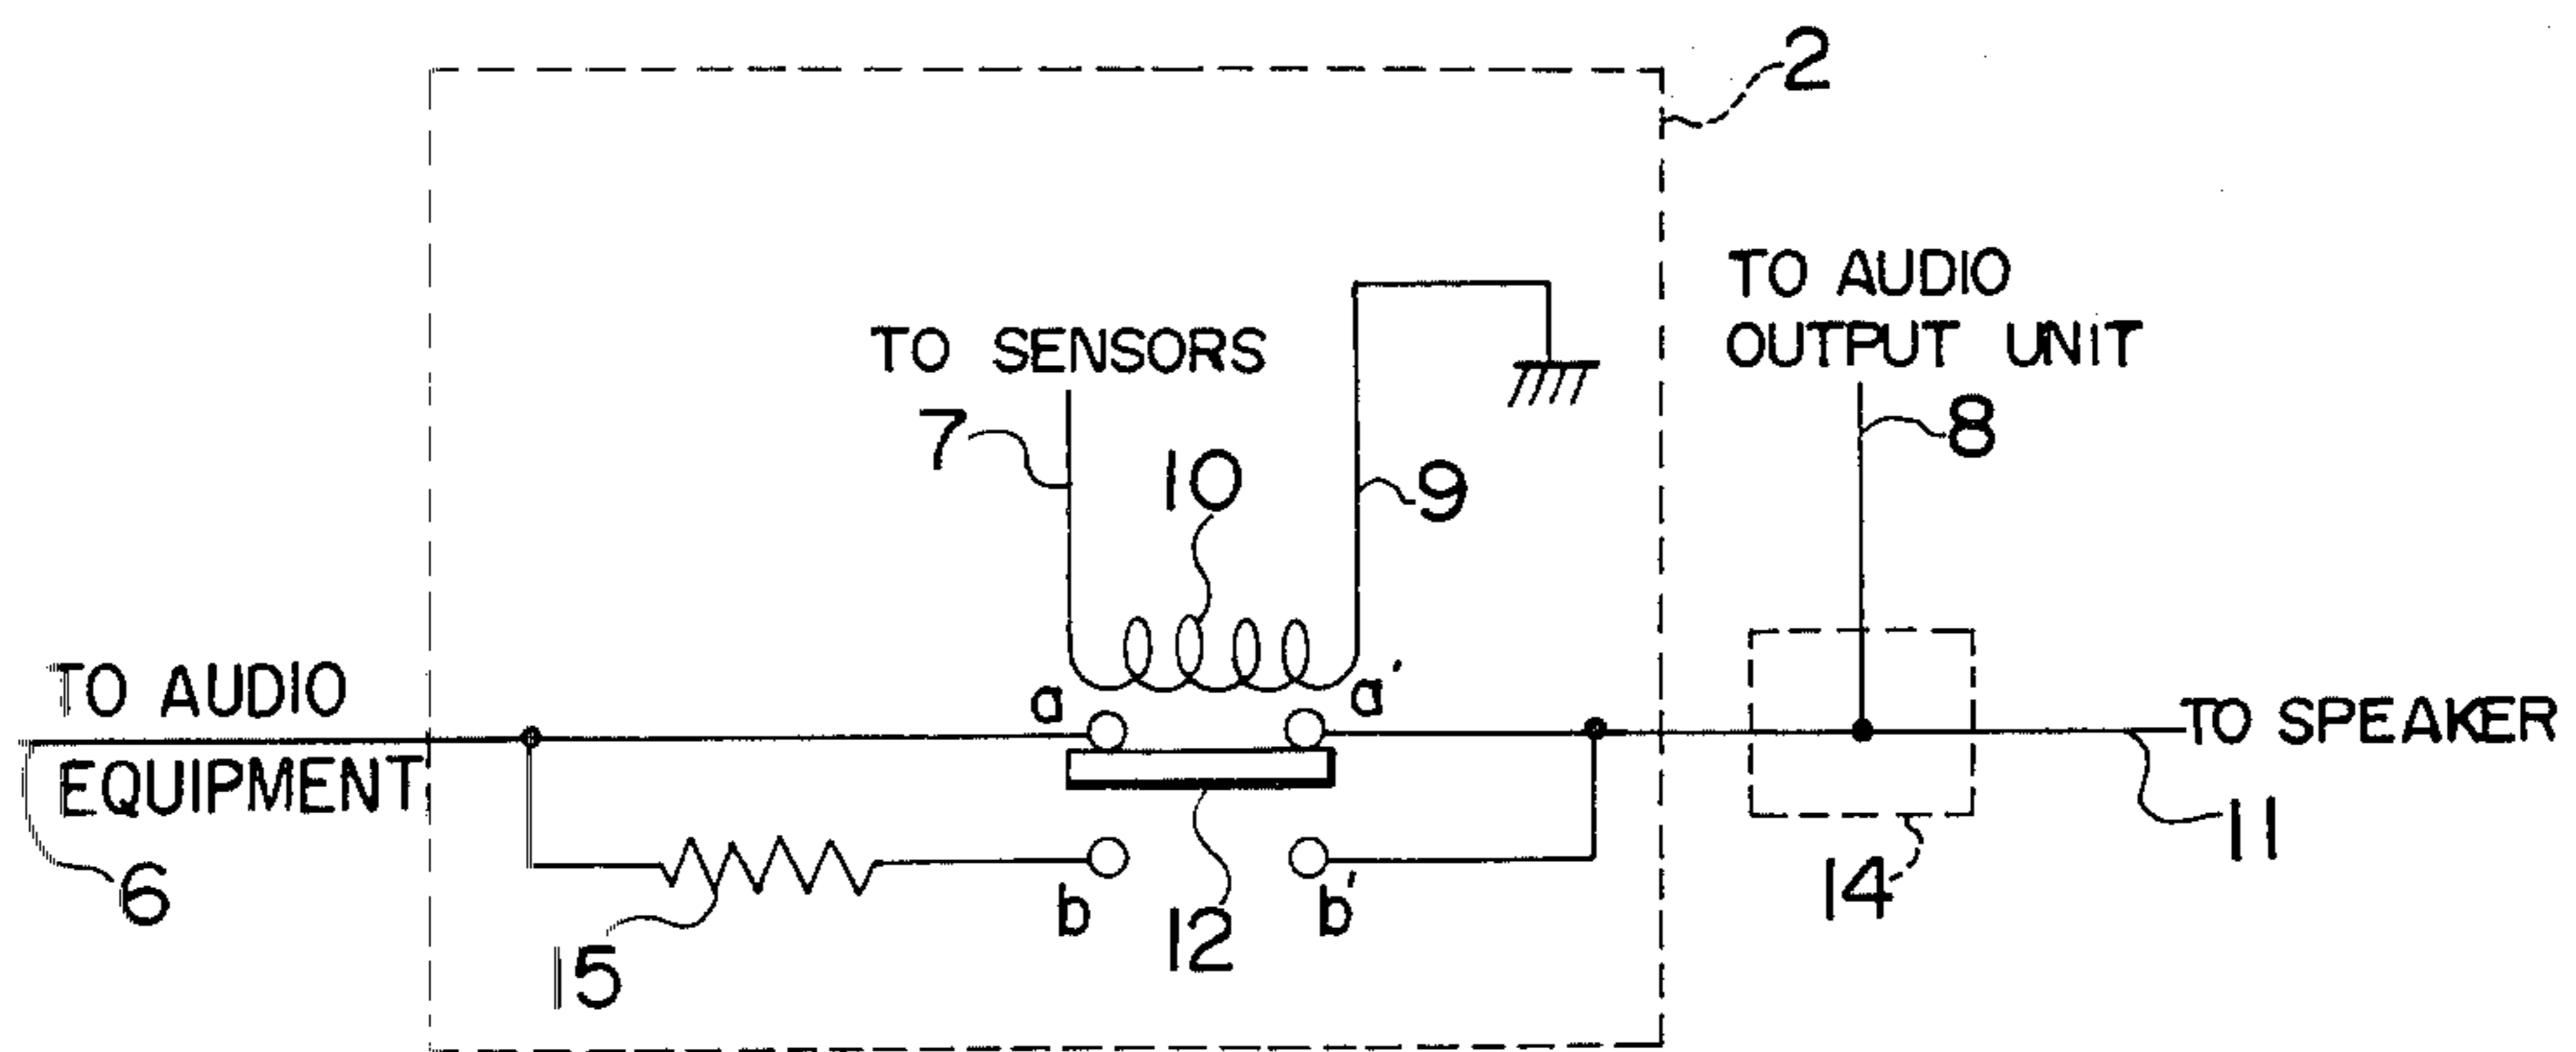 2
TO AUDIO
OUTPUT UNIT
TO SENSORS
7
8
10
9
TO AUDIO
EQUIPMENT
a
a'
TO SPEAKER
6
15
b
12
b'
14
11